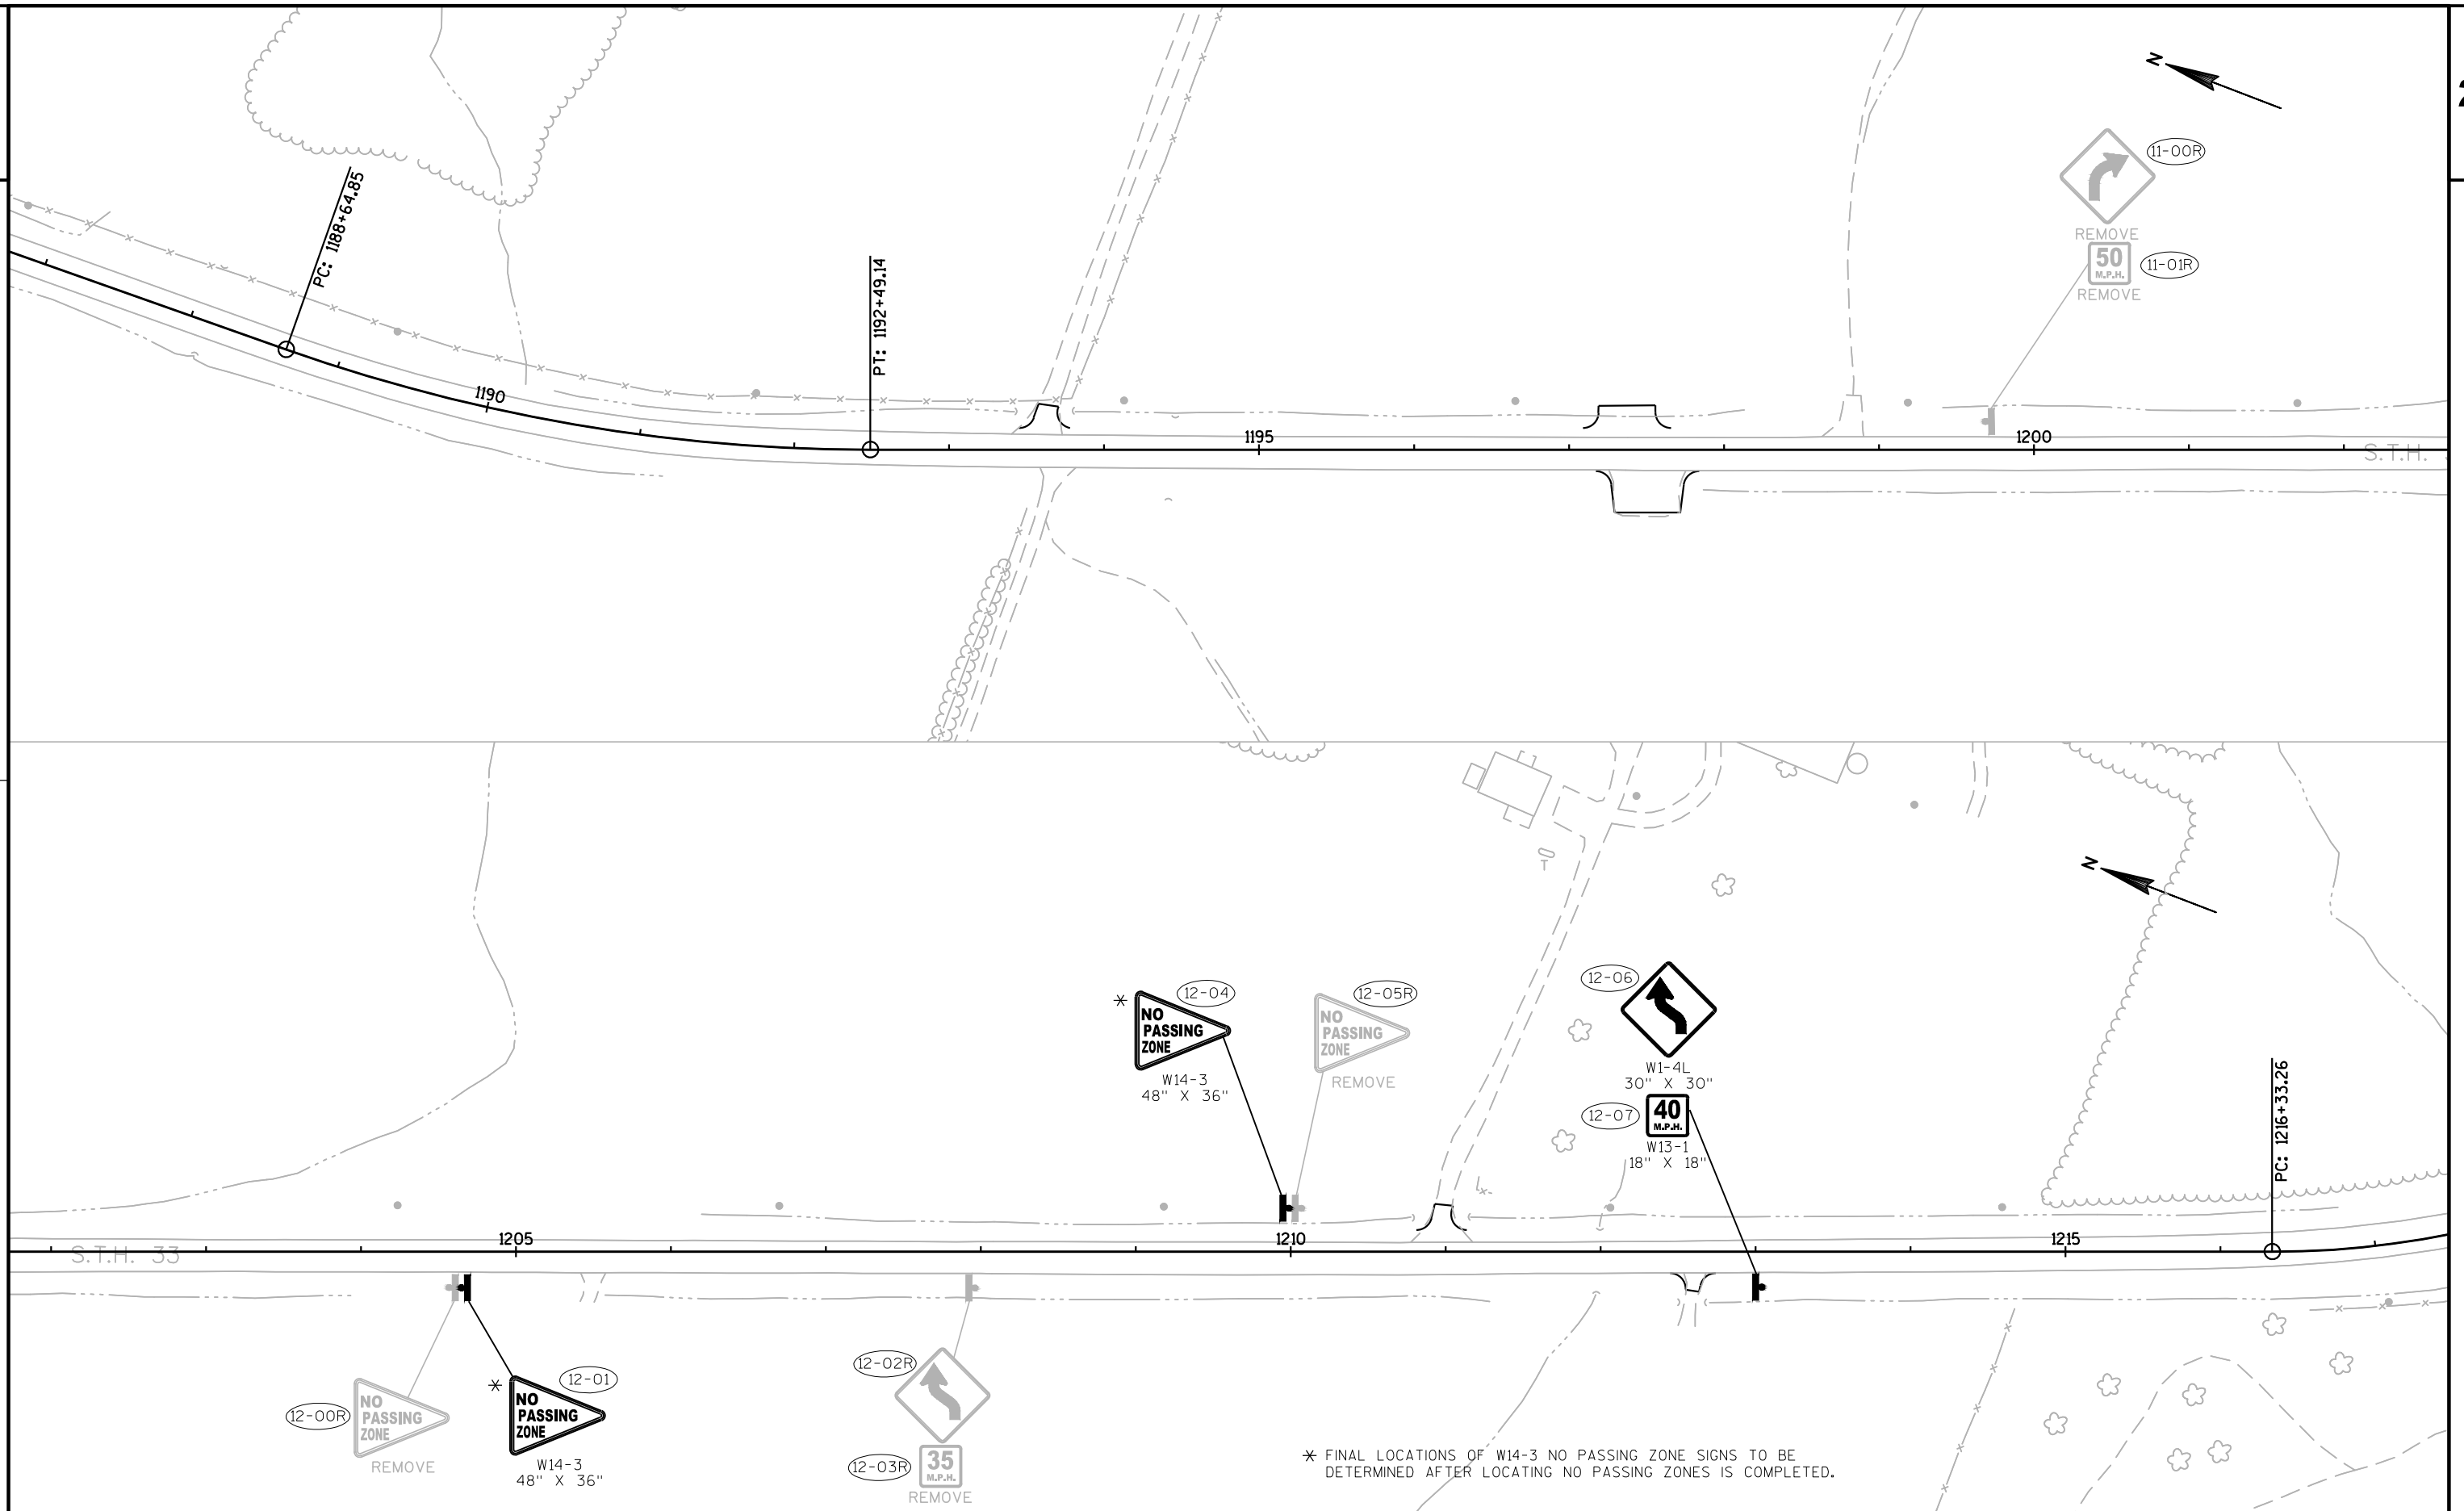 N
11-00R
REMOVE
50
M.P.H.
11-01R
REMOVE
PC: 1188+64.85
PT: 1192+49.14
1190
1195
1200
S.T.H.
N
12-04
*
NO
PASSING
ZONE
W14-3
48" X 36"
12-05R
NO
PASSING
ZONE
REMOVE
12-06
W1-4L
30" X 30"
12-07
40
M.P.H.
W13-1
18" X 18"
PC: 1216+33.26
1205
1210
1215
S.T.H. 33
12-00R
NO
PASSING
ZONE
REMOVE
*
12-01
NO
PASSING
ZONE
W14-3
48" X 36"
12-02R
12-03R
35
M.P.H.
REMOVE
* FINAL LOCATIONS OF W14-3 NO PASSING ZONE SIGNS TO BE
DETERMINED AFTER LOCATING NO PASSING ZONES IS COMPLETED.